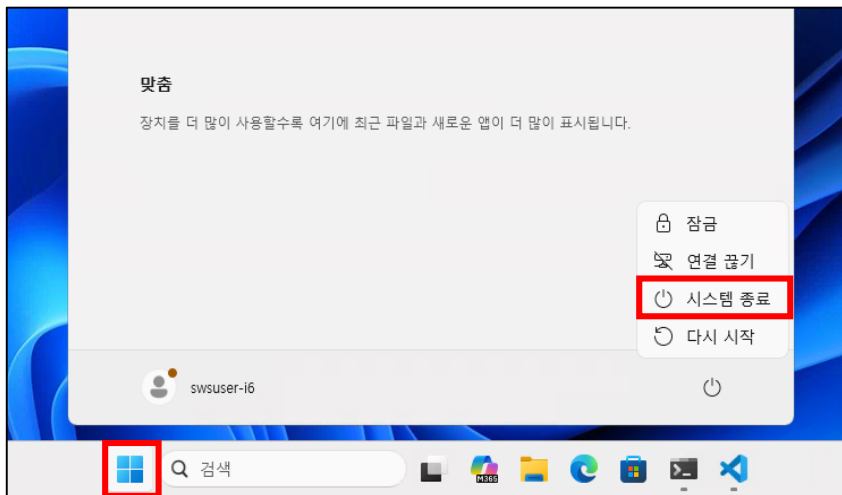 맞춤
장치를 더 많이 사용할수록 여기에 최근 파일과 새로운 앱이 더 많이 표시됩니다.
잠금
연결 끊기
시스템 종료
다시 시작
swsuser-i6
검색
M365